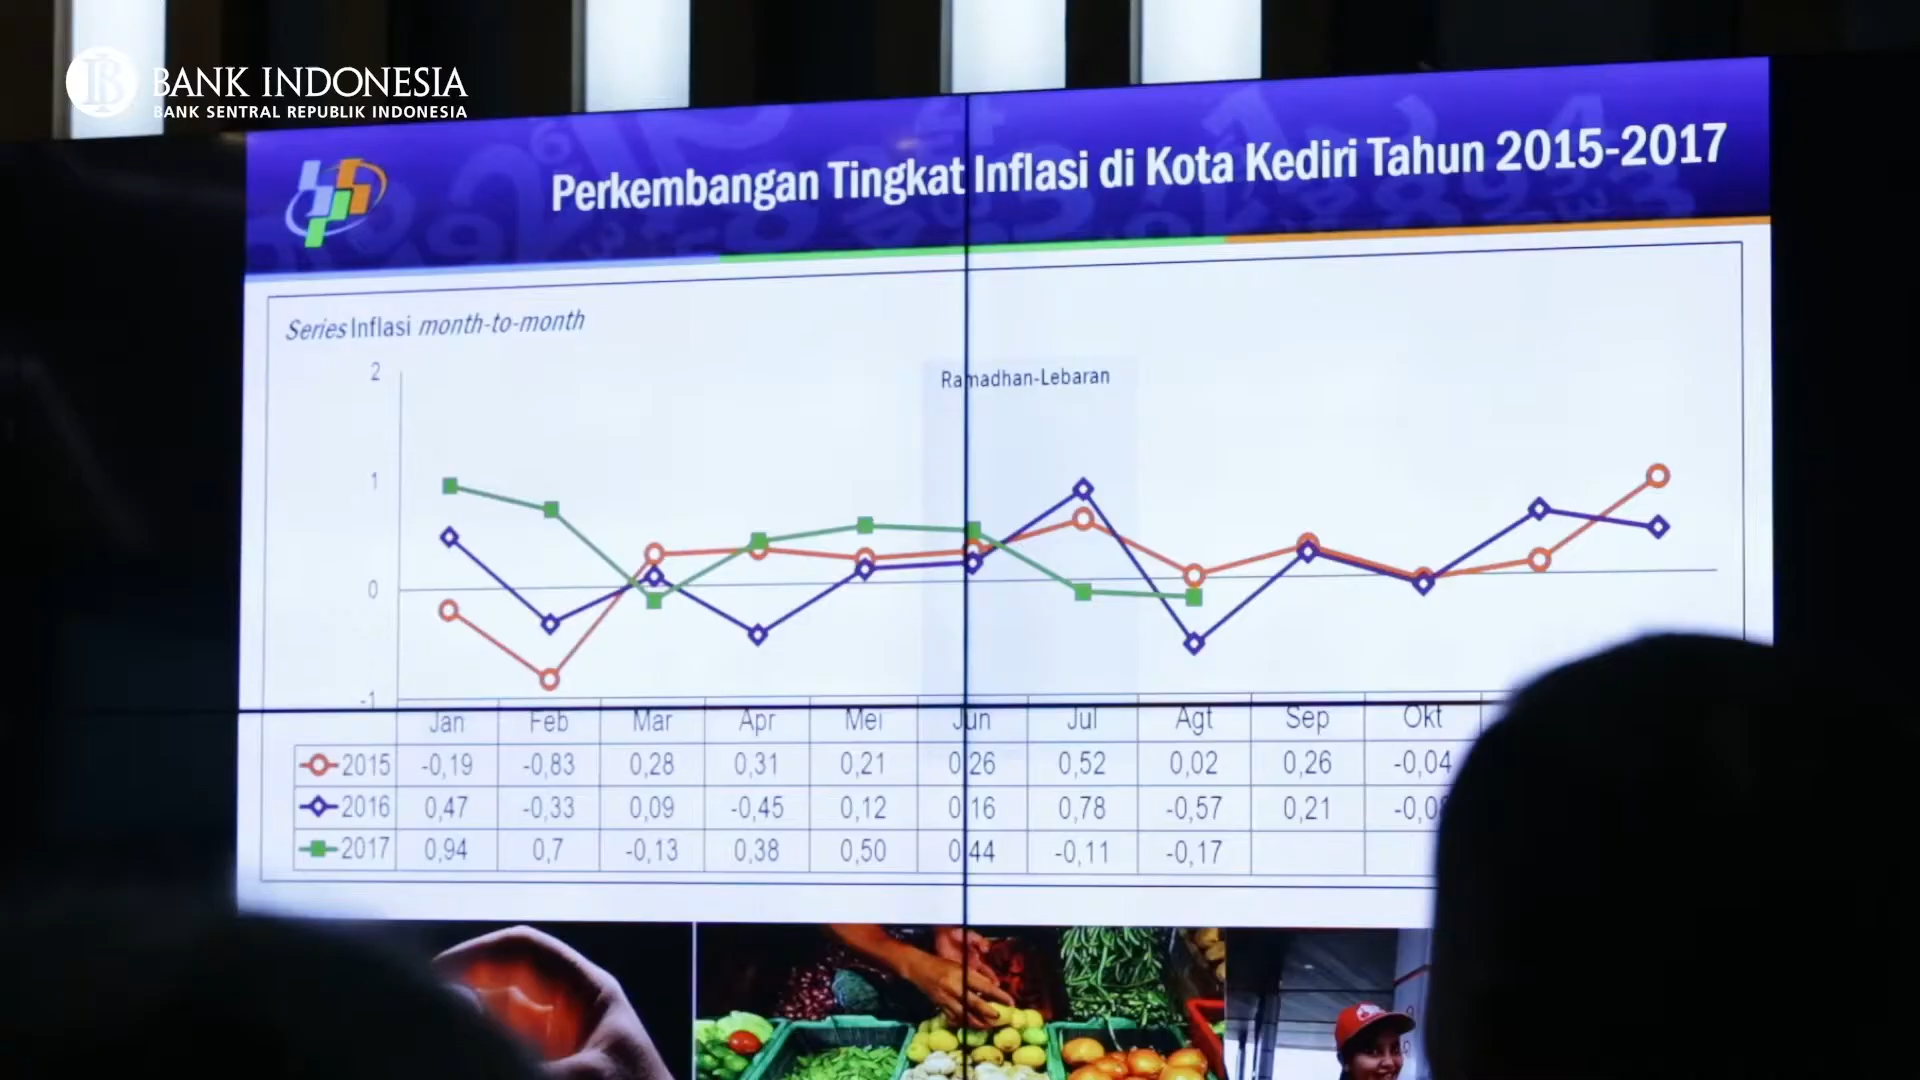 BANK INDONESIA
BANK SENTRAL REPUBLIK INDONESIA
Perkembangan Tingkat Inflasi di Kota Kediri Tahun 2015-2017
Series Inflasi month-to-month
Ramadhan-Lebaran
2
1
0
-1
Jan Feb Mar Apr Mei Jun Jul Agt Sep Okt
2015 -0,19 -0,83 0,28 0,31 0,21 0,26 0,52 0,02 0,26 -0,04
2016 0,47 -0,33 0,09 -0,45 0,12 0,16 0,78 -0,57 0,21
2017 0,94 0,7 -0,13 0,38 0,50 0,44 -0,11 -0,17